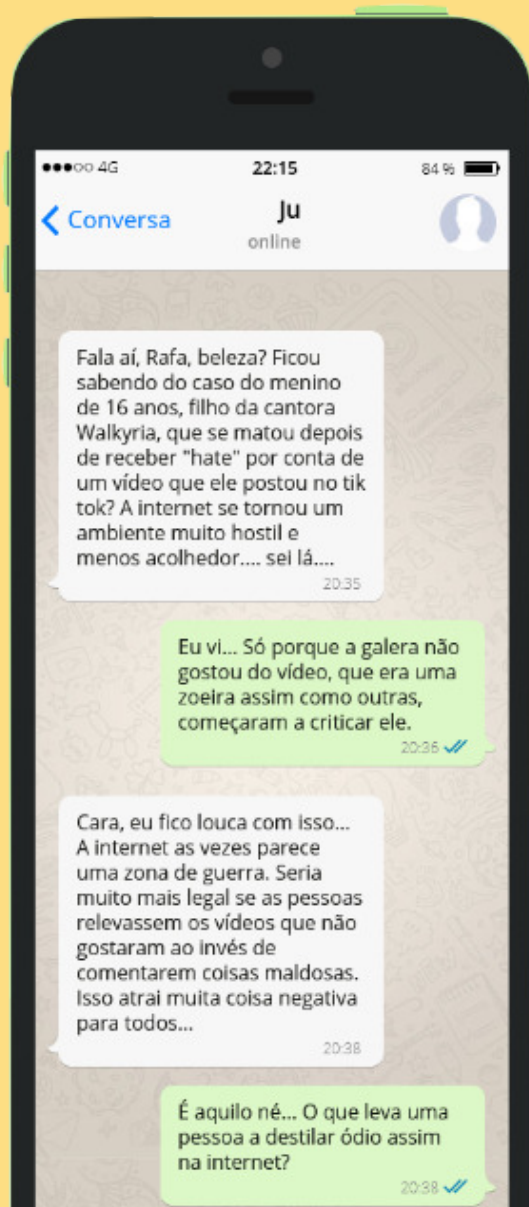 4G 22:15 84 %
Conversa Ju
online
Fala aí, Rafa, beleza? Ficou
sabendo do caso do menino
de 16 anos, filho da cantora
Walkyria, que se matou depois
de receber "hate" por conta de
um vídeo que ele postou no tik
tok? A internet se tornou um
ambiente muito hostil e
menos acolhedor.... sei lá....
20:35
Eu vi... Só porque a galera não
gostou do vídeo, que era uma
zoeira assim como outras,
começaram a criticar ele.
20:36
Cara, eu fico louca com isso...
A internet as vezes parece
uma zona de guerra. Seria
muito mais legal se as pessoas
relevassem os vídeos que não
gostaram ao invés de
comentarem coisas maldosas.
Isso atrai muita coisa negativa
para todos...
20:38
É aquilo né... O que leva uma
pessoa a destilar ódio assim
na internet?
20:38